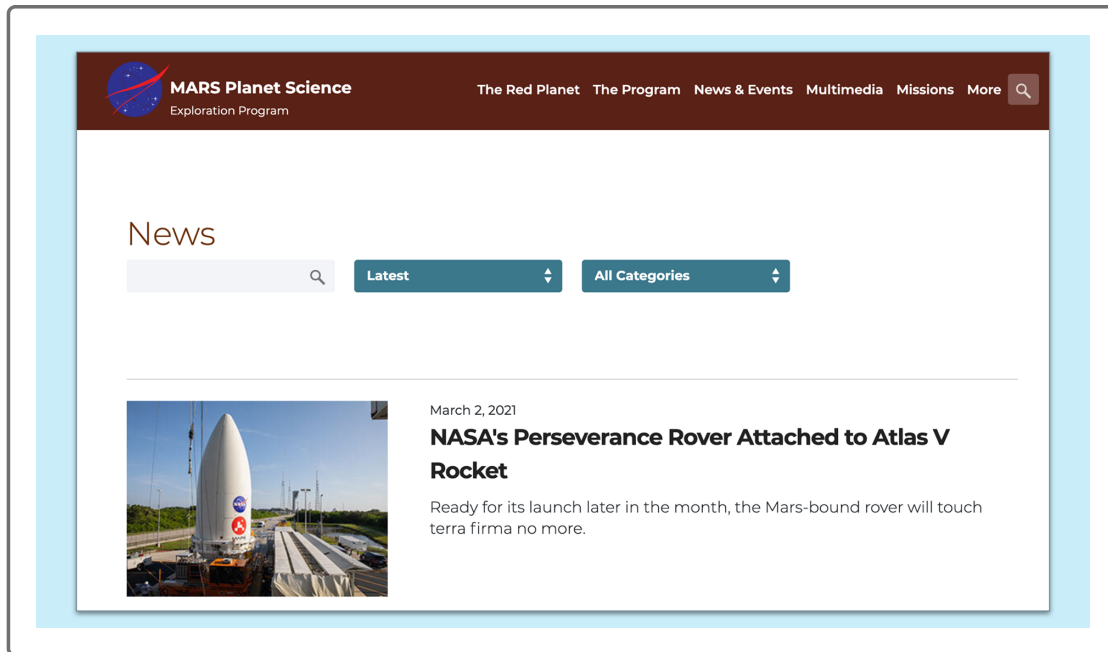 MARS Planet Science
Exploration Program
The Red Planet The Program News & Events Multimedia Missions More
News
Latest
All Categories
March 2, 2021
NASA's Perseverance Rover Attached to Atlas V
Rocket
Ready for its launch later in the month, the Mars-bound rover will touch
terra firma no more.
NASA